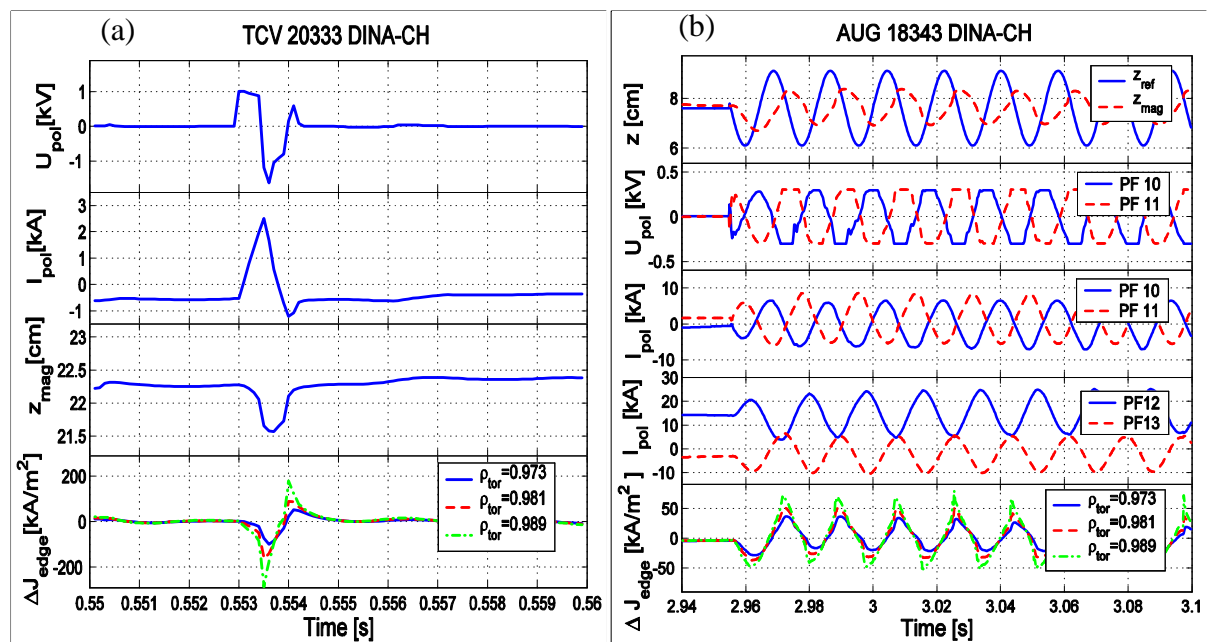 (a)
TCV 20333 DINA-CH
U_pol[kV]
1
0
-1
I_pol[kA]
3
2
1
0
-1
z_mag[cm]
23
22.5
22
21.5
ΔJ_edge[kA/m²]
200
0
-200
ρ_tor=0.973
ρ_tor=0.981
ρ_tor=0.989
0.55 0.551 0.552 0.553 0.554 0.555 0.556 0.557 0.558 0.559 0.56
Time [s]
(b)
AUG 18343 DINA-CH
z [cm]
8
6
z_ref
z_mag
U_pol [kV]
0.5
0
-0.5
PF 10
PF 11
I_pol [kA]
10
0
-10
PF 10
PF 11
I_pol [kA]
30
20
10
0
-10
PF12
PF13
Δ J_edge [kA/m² ]
50
0
-50
ρ_tor=0.973
ρ_tor=0.981
ρ_tor=0.989
2.94 2.96 2.98 3 3.02 3.04 3.06 3.08 3.1
Time [s]